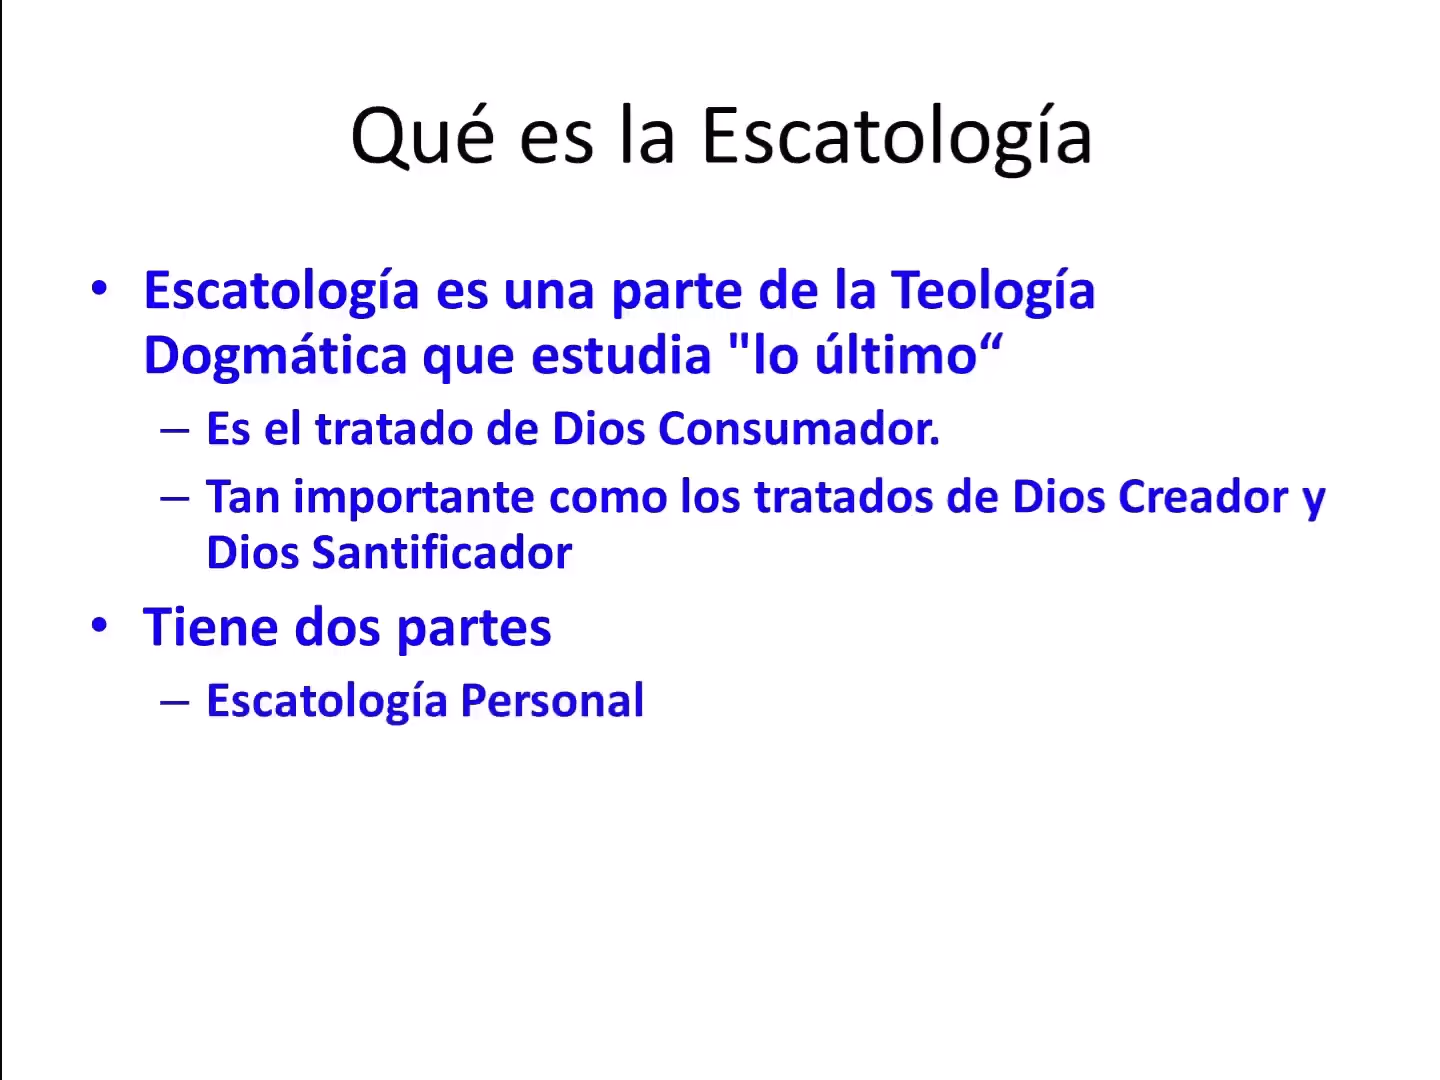 Qué es la Escatología
• Escatología es una parte de la Teología
Dogmática que estudia "lo último“
– Es el tratado de Dios Consumador.
– Tan importante como los tratados de Dios Creador y
Dios Santificador
• Tiene dos partes
– Escatología Personal